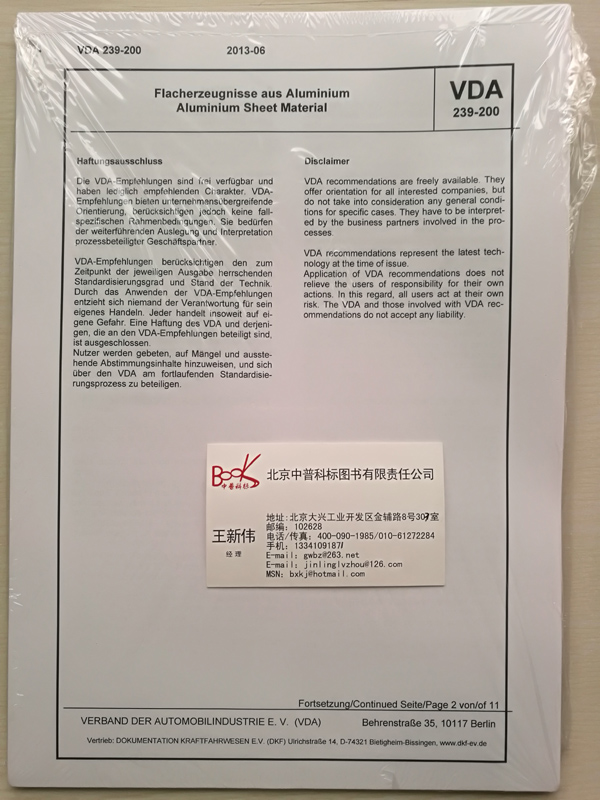 VDA 239-200 2013-06
Flacherzeugnisse aus Aluminium
Aluminium Sheet Material
VDA
239-200
Haftungsausschluss
Die VDA-Empfehlungen sind frei verfügbar und
haben lediglich empfehlenden Charakter. VDA-
Empfehlungen bieten unternehmensübergreifende
Orientierung, berücksichtigen jedoch keine fall-
spezifischen Rahmenbedingungen. Sie bedürfen
der weiterführenden Auslegung und Interpretation
prozessbeteiligter Geschäftspartner.
VDA-Empfehlungen berücksichtigen den zum
Zeitpunkt der jeweiligen Ausgabe herrschenden
Standardisierungsgrad und Stand der Technik.
Durch das Anwenden der VDA-Empfehlungen
entzieht sich niemand der Verantwortung für sein
eigenes Handeln. Jeder handelt insoweit auf ei-
gene Gefahr. Eine Haftung des VDA und derjeni-
gen, die an den VDA-Empfehlungen beteiligt sind,
ist ausgeschlossen.
Nutzer werden gebeten, auf Mängel und ausste-
hende Abstimmungsinhalte hinzuweisen, und sich
über den VDA am fortlaufenden Standardisie-
rungsprozess zu beteiligen.
Disclaimer
VDA recommendations are freely available. They
offer orientation for all interested companies, but
do not take into consideration any general condi-
tions for specific cases. They have to be interpret-
ed by the business partners involved in the pro-
cesses.
VDA recommendations represent the latest tech-
nology at the time of issue.
Application of VDA recommendations does not
relieve the users of responsibility for their own
actions. In this regard, all users act at their own
risk. The VDA and those involved with VDA rec-
ommendations do not accept any liability.
Book
中普科标
北京中普科标图书有限责任公司
王新伟
经理
地址:北京大兴工业开发区金辅路8号307室
邮编: 102628
电话/传真: 400-090-1985/010-61272284
手机: 13341091871
E-mail: gwbz@263.net
E-mail: jinlinglvzhou@126.com
MSN: bxkj@hotmail.com
Fortsetzung/Continued Seite/Page 2 von/of 11
VERBAND DER AUTOMOBILINDUSTRIE E. V. (VDA) Behrenstraße 35, 10117 Berlin
Vertrieb: DOKUMENTATION KRAFTFAHRWESEN E.V. (DKF) Ulrichstraße 14, D-74321 Bietigheim-Bissingen, www.dkf-ev.de